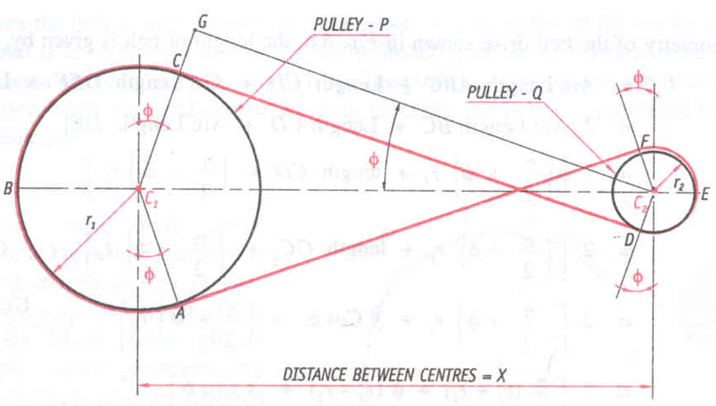 G
PULLEY - P
C
ϕ
PULLEY - Q
ϕ
F
ϕ
B
C₁
r₁
C₂
r₂
E
D
ϕ
A
ϕ
DISTANCE BETWEEN CENTRES = X